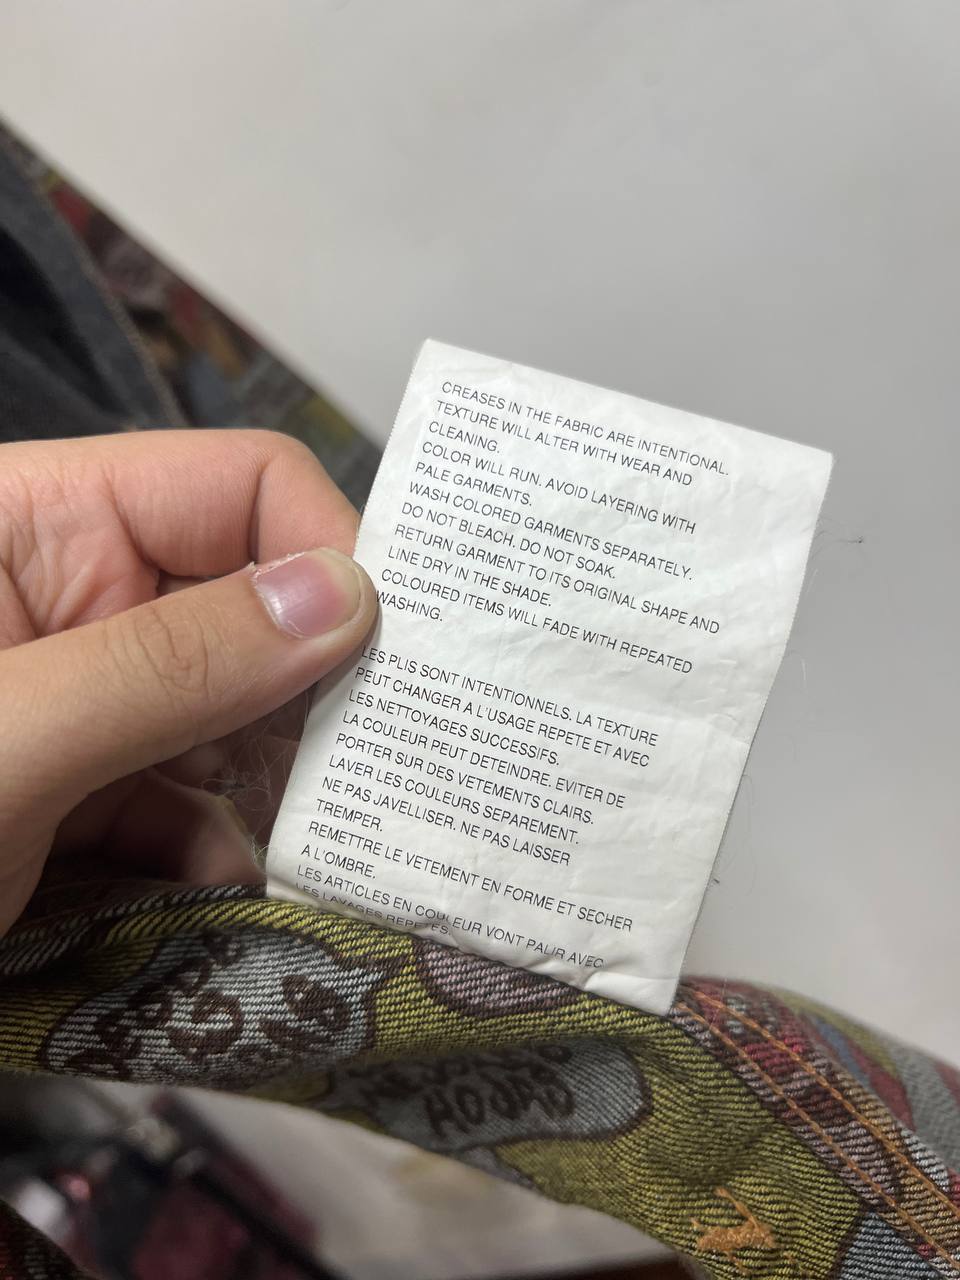 CREASES IN THE FABRIC ARE INTENTIONAL.
TEXTURE WILL ALTER WITH WEAR AND
CLEANING.
COLOR WILL RUN. AVOID LAYERING WITH
PALE GARMENTS.
WASH COLORED GARMENTS SEPARATELY.
DO NOT BLEACH. DO NOT SOAK.
RETURN GARMENT TO ITS ORIGINAL SHAPE AND
LINE DRY IN THE SHADE.
COLOURED ITEMS WILL FADE WITH REPEATED
WASHING.
LES PLIS SONT INTENTIONNELS. LA TEXTURE
PEUT CHANGER A L'USAGE REPETE ET AVEC
LES NETTOYAGES SUCCESSIFS.
LA COULEUR PEUT DETEINDRE. EVITER DE
PORTER SUR DES VETEMENTS CLAIRS.
LAVER LES COULEURS SEPAREMENT.
NE PAS JAVELLISER. NE PAS LAISSER
TREMPER.
REMETTRE LE VETEMENT EN FORME ET SECHER
A L'OMBRE.
LES ARTICLES EN COULEUR VONT PALIR AVEC
LES LAVAGES REPETES.